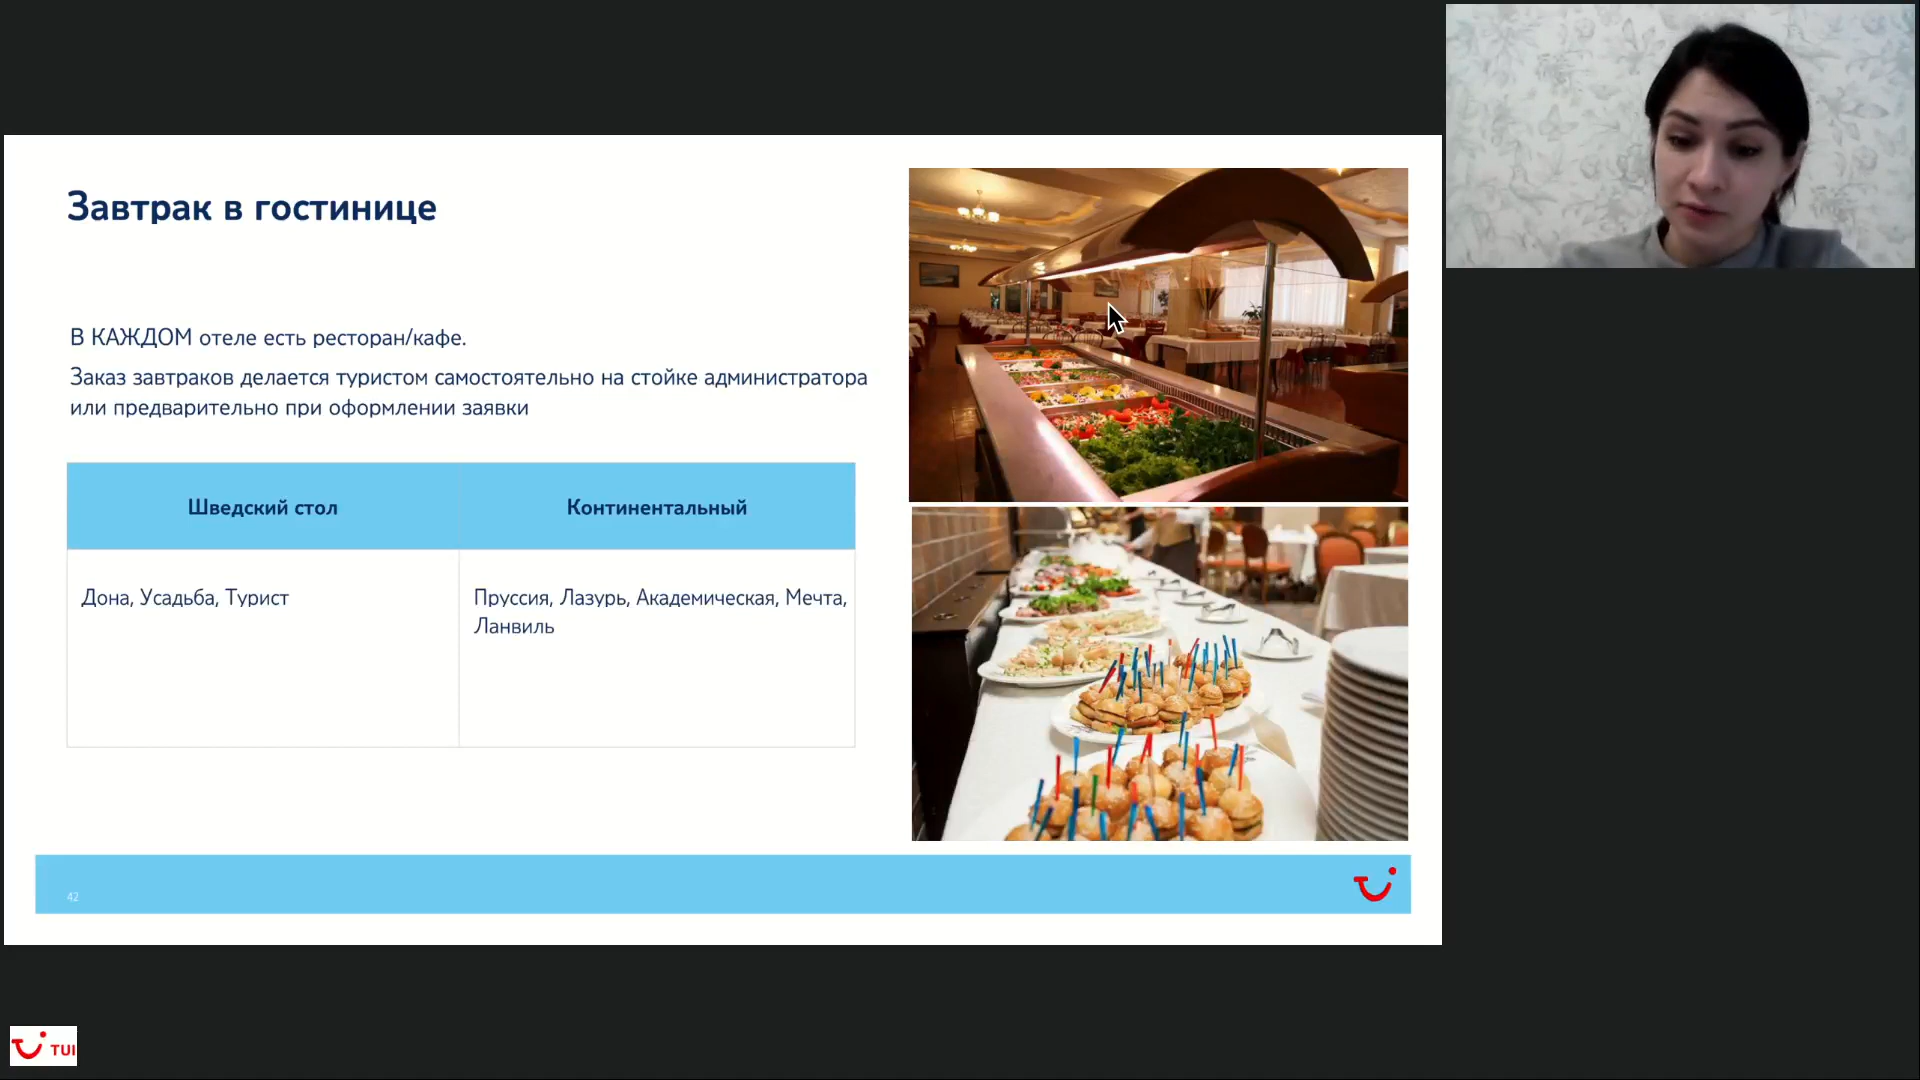 Завтрак в гостинице
В КАЖДОМ отеле есть ресторан/кафе.
Заказ завтраков делается туристом самостоятельно на стойке администратора
или предварительно при оформлении заявки
Шведский стол
Континентальный
Дона, Усадьба, Турист
Пруссия, Лазурь, Академическая, Мечта,
Ланвиль
42
TUI